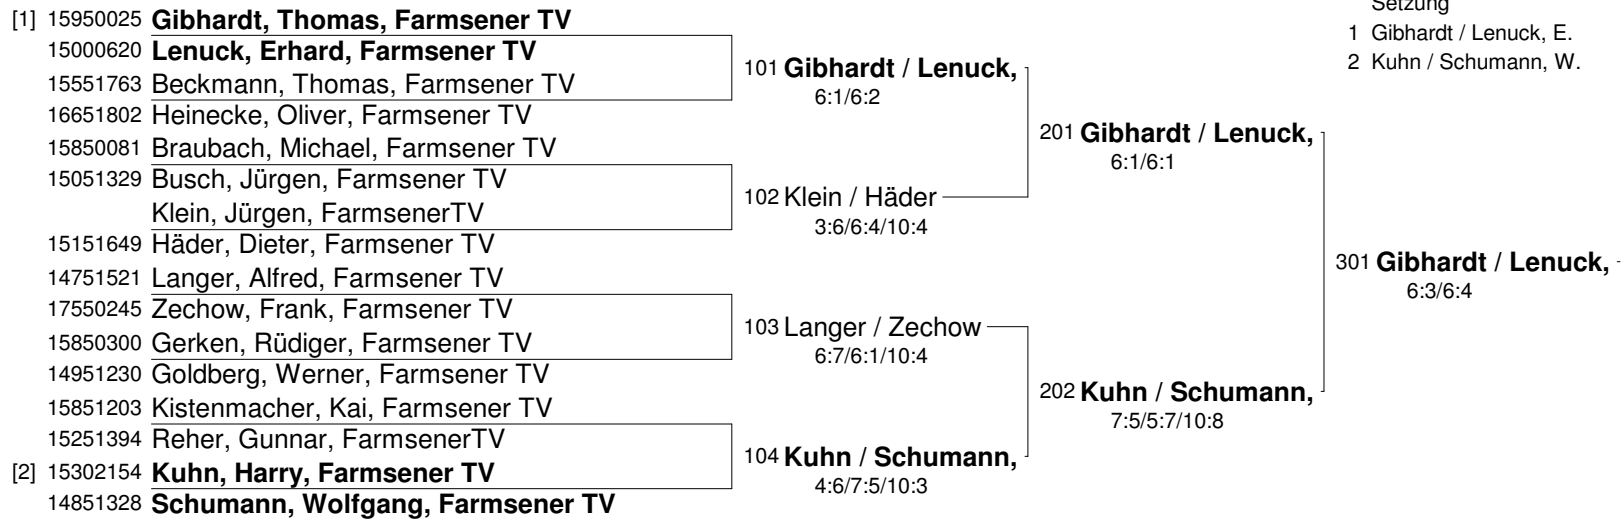 Setzung
1 Gibhardt / Lenuck, E.
2 Kuhn / Schumann, W.
[1] 15950025 Gibhardt, Thomas, Farmsener TV
15000620 Lenuck, Erhard, Farmsener TV
15551763 Beckmann, Thomas, Farmsener TV
16651802 Heinecke, Oliver, Farmsener TV
15850081 Braubach, Michael, Farmsener TV
15051329 Busch, Jürgen, Farmsener TV
Klein, Jürgen, FarmsenerTV
15151649 Häder, Dieter, Farmsener TV
14751521 Langer, Alfred, Farmsener TV
17550245 Zechow, Frank, Farmsener TV
15850300 Gerken, Rüdiger, Farmsener TV
14951230 Goldberg, Werner, Farmsener TV
15851203 Kistenmacher, Kai, Farmsener TV
15251394 Reher, Gunnar, FarmsenerTV
[2] 15302154 Kuhn, Harry, Farmsener TV
14851328 Schumann, Wolfgang, Farmsener TV
101 Gibhardt / Lenuck,
6:1/6:2
102 Klein / Häder
3:6/6:4/10:4
103 Langer / Zechow
6:7/6:1/10:4
104 Kuhn / Schumann,
4:6/7:5/10:3
201 Gibhardt / Lenuck,
6:1/6:1
202 Kuhn / Schumann,
7:5/5:7/10:8
301 Gibhardt / Lenuck,
6:3/6:4